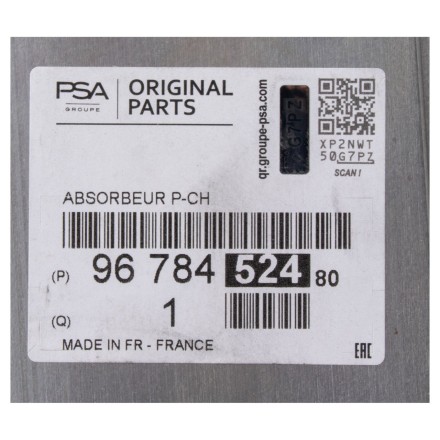 PSA
GROUPE
ORIGINAL
PARTS
qr.groupe-psa.com
XP2NWT
50G7PZ
SCAN!
ABSORBEUR P-CH
(P) 96 784 524 80
(Q) 1
MADE IN FR - FRANCE
EAC